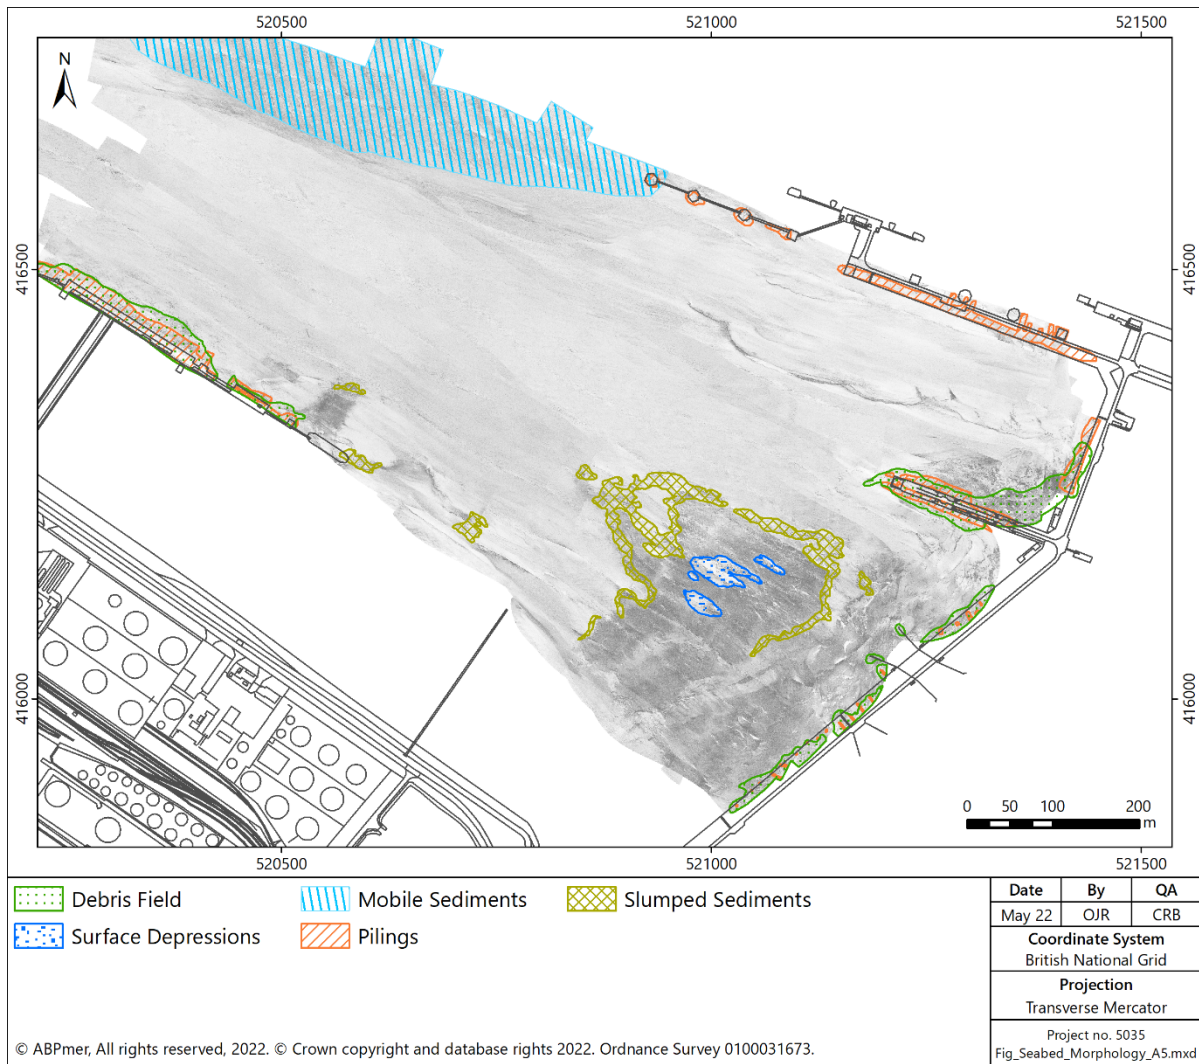 520500 521000 521500
N
416500 416500
416000 416000
0 50 100 200
m
520500 521000 521500
Debris Field Mobile Sediments Slumped Sediments
Surface Depressions Pilings
Date By QA
May 22 OJR CRB
Coordinate System
British National Grid
Projection
Transverse Mercator
Project no. 5035
Fig_Seabed_Morphology_A5.mxd
© ABPmer, All rights reserved, 2022. © Crown copyright and database rights 2022. Ordnance Survey 0100031673.